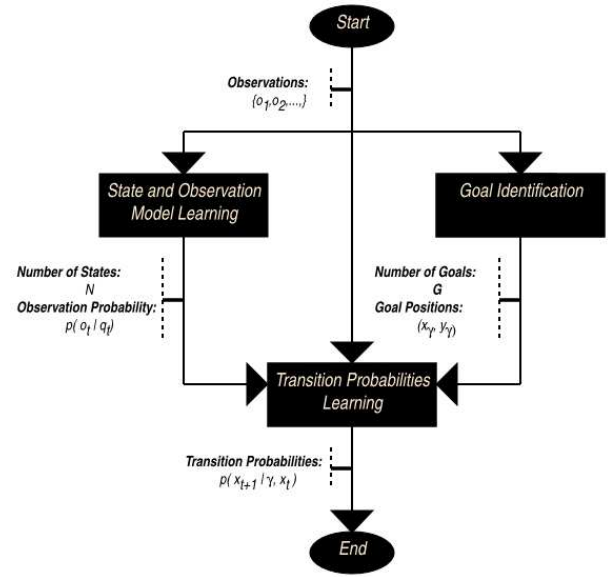 Start
Observations:
{o1,o2,...,}
State and Observation
Model Learning
Goal Identification
Number of States:
N
Observation Probability:
p( ot | qt)
Number of Goals:
G
Goal Positions:
(xγ, yγ)
Transition Probabilities
Learning
Transition Probabilities:
p( xt+1 | γ, xt )
End